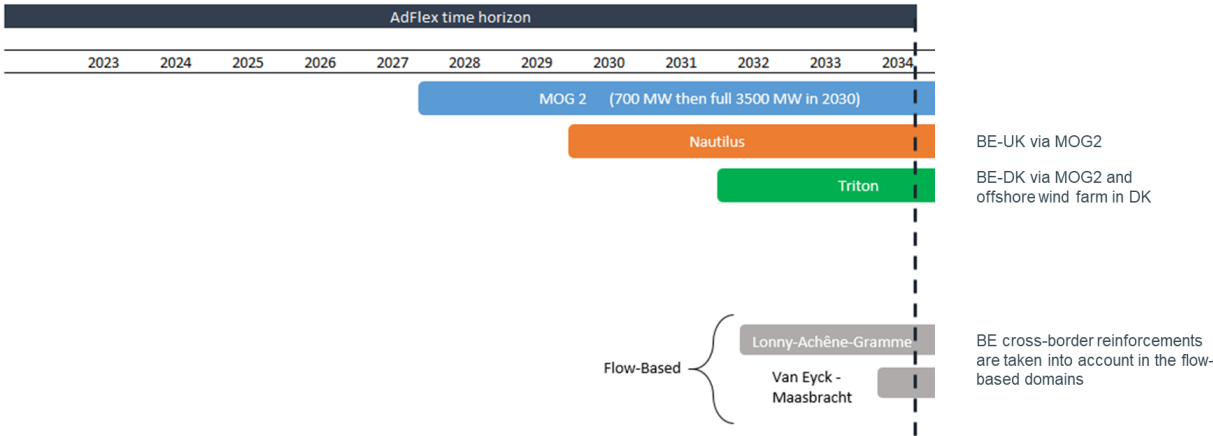 AdFlex time horizon
2023 2024 2025 2026 2027 2028 2029 2030 2031 2032 2033 2034
MOG 2 (700 MW then full 3500 MW in 2030)
Nautilus
BE-UK via MOG2
Triton
BE-DK via MOG2 and
offshore wind farm in DK
Flow-Based
Lonny-Achêne-Gramme
Van Eyck -
Maasbracht
BE cross-border reinforcements
are taken into account in the flow-
based domains